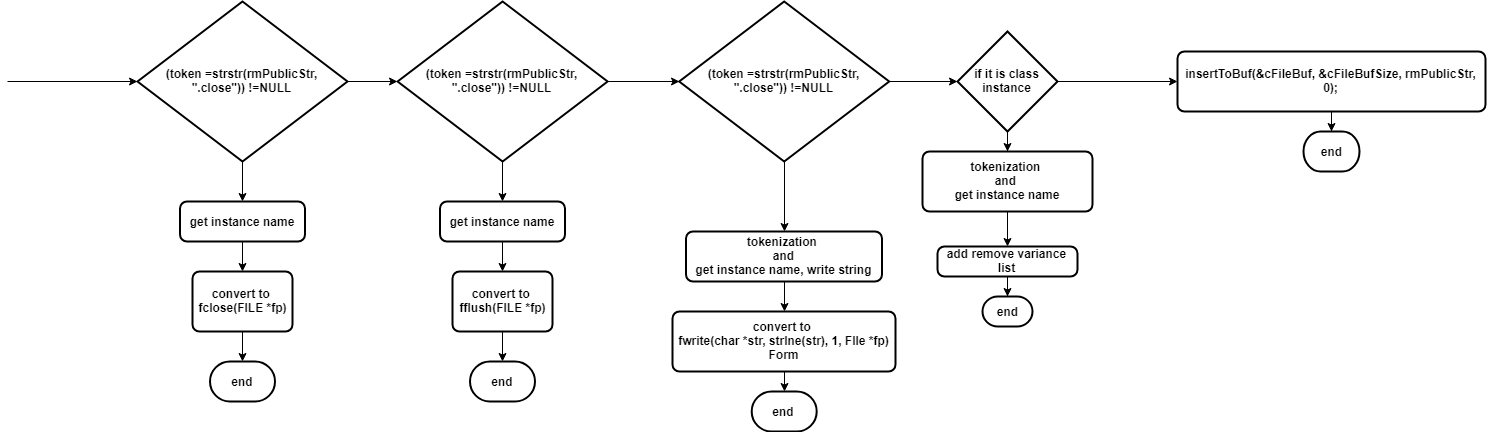 (token =strstr(rmPublicStr,
".close")) !=NULL
get instance name
convert to
fclose(FILE *fp)
end
(token =strstr(rmPublicStr,
".close")) !=NULL
get instance name
convert to
fflush(FILE *fp)
end
(token =strstr(rmPublicStr,
".close")) !=NULL
tokenization
and
get instance name, write string
convert to
fwrite(char *str, strlne(str), 1, FIle *fp)
Form
end
if it is class
instance
tokenization
and
get instance name
add remove variance
list
end
insertToBuf(&cFileBuf, &cFileBufSize, rmPublicStr,
0);
end